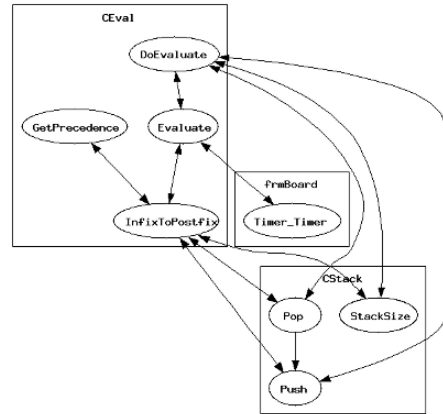 CEval
DoEvaluate
GetPrecedence
Evaluate
frmBoard
InfixToPostfix
Timer_Timer
CStack
Pop
StackSize
Push